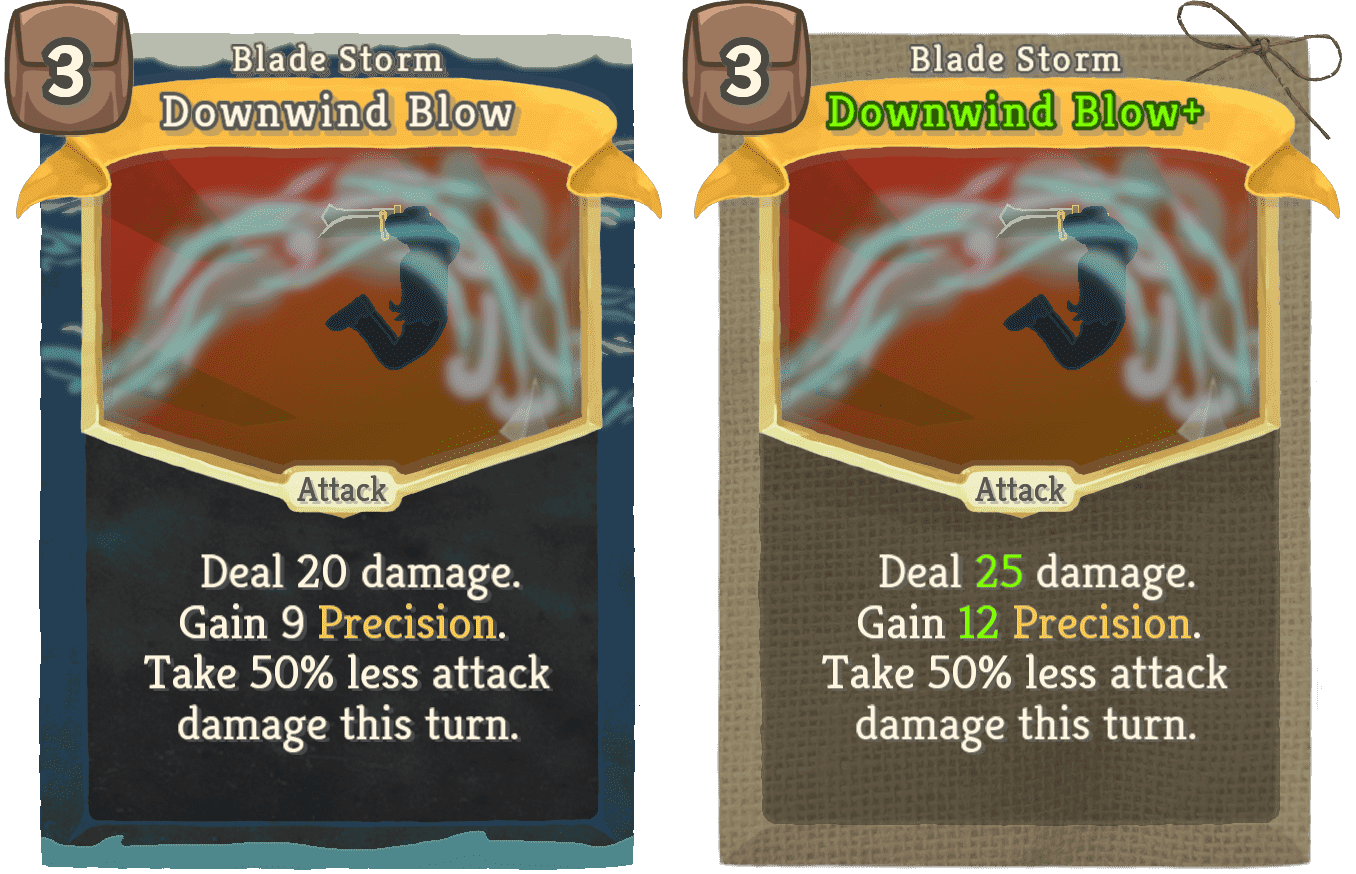 3
Blade Storm
Downwind Blow
Attack
Deal 20 damage.
Gain 9 Precision.
Take 50% less attack
damage this turn.
3
Blade Storm
Downwind Blow+
Attack
Deal 25 damage.
Gain 12 Precision.
Take 50% less attack
damage this turn.